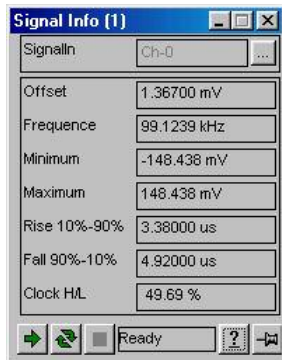 Signal Info (1)
SignalIn Ch-0 ...
Offset 1.36700 mV
Frequence 99.1239 kHz
Minimum -148.438 mV
Maximum 148.438 mV
Rise 10%-90% 3.38000 us
Fall 90%-10% 4.92000 us
Clock H/L 49.69 %
Ready ?